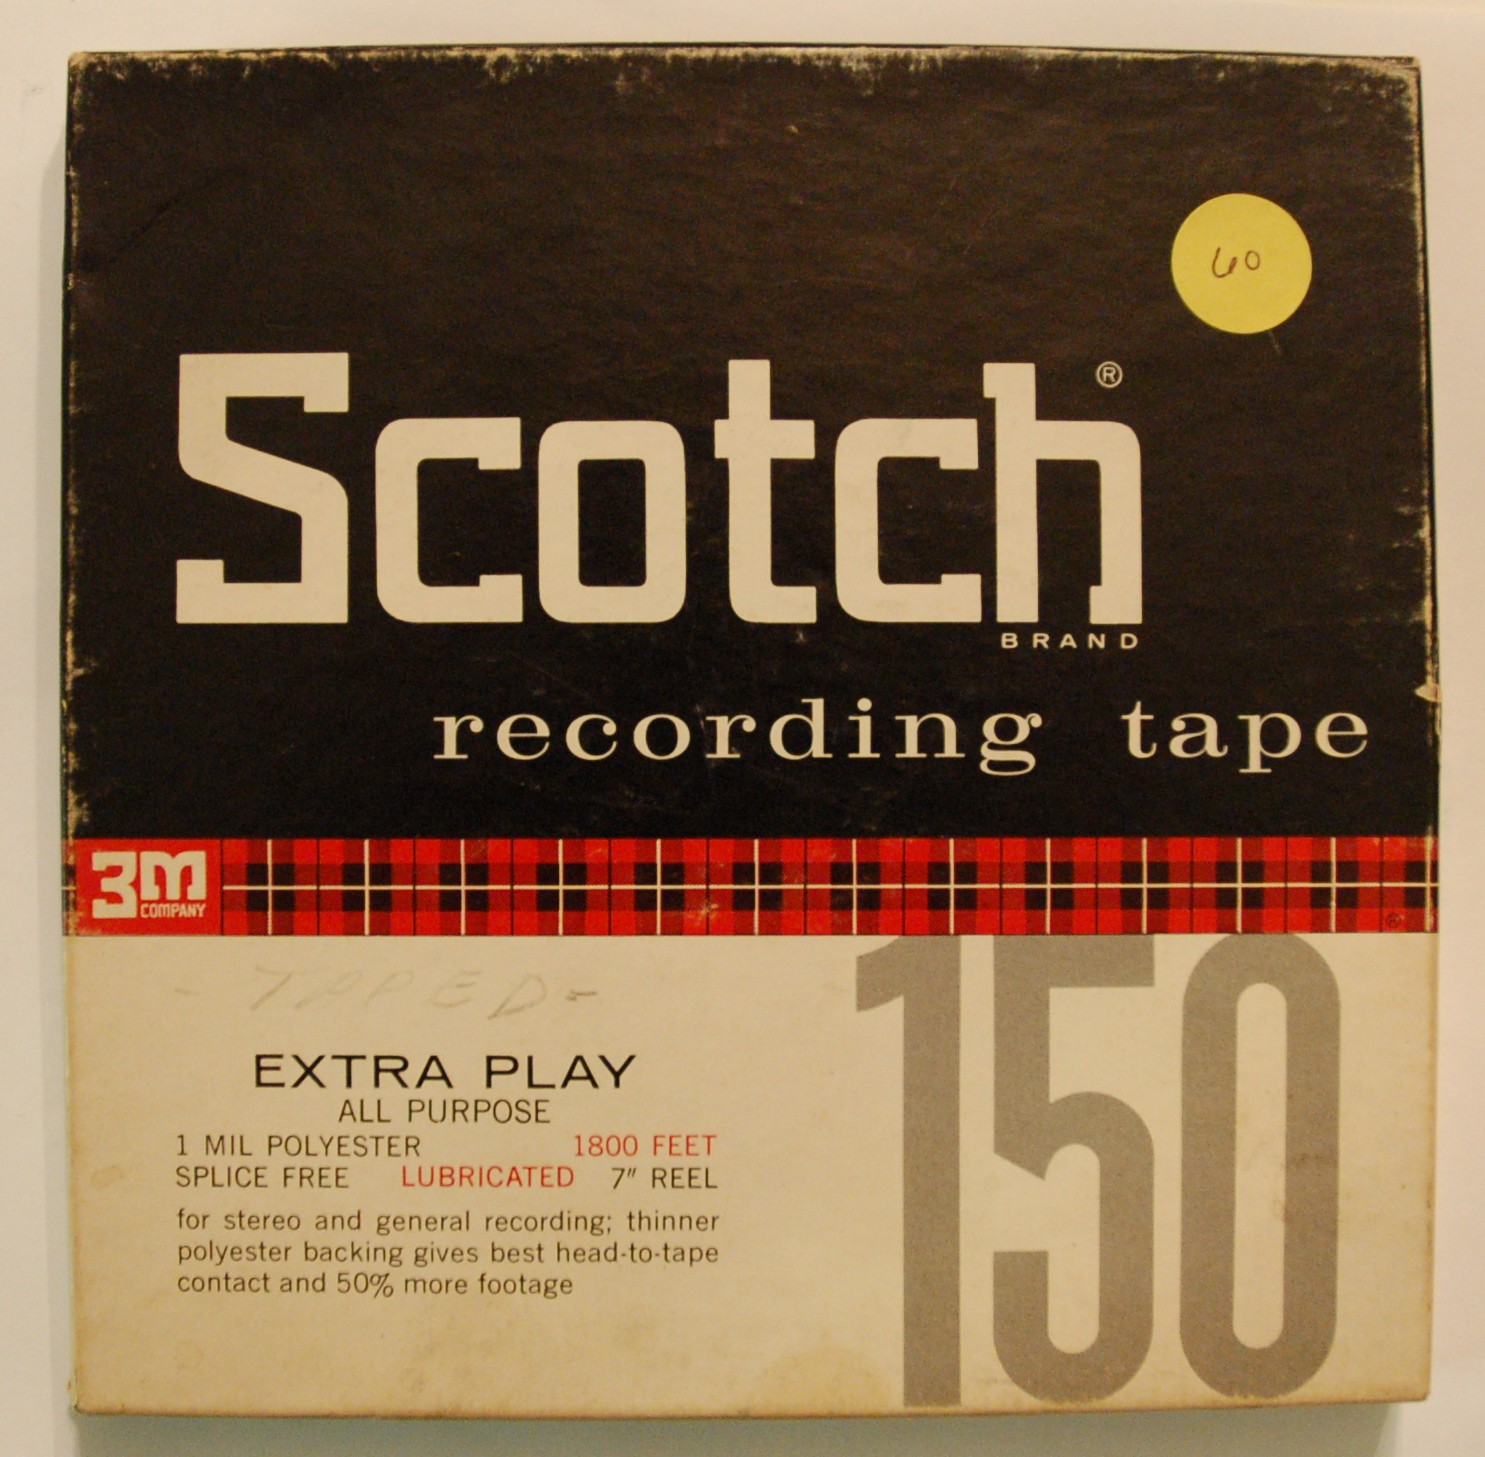 60
Scotch ®
BRAND
recording tape
3M
COMPANY
®
150
- TAPED -
EXTRA PLAY
ALL PURPOSE
1 MIL POLYESTER 1800 FEET
SPLICE FREE LUBRICATED 7" REEL
for stereo and general recording; thinner
polyester backing gives best head-to-tape
contact and 50% more footage